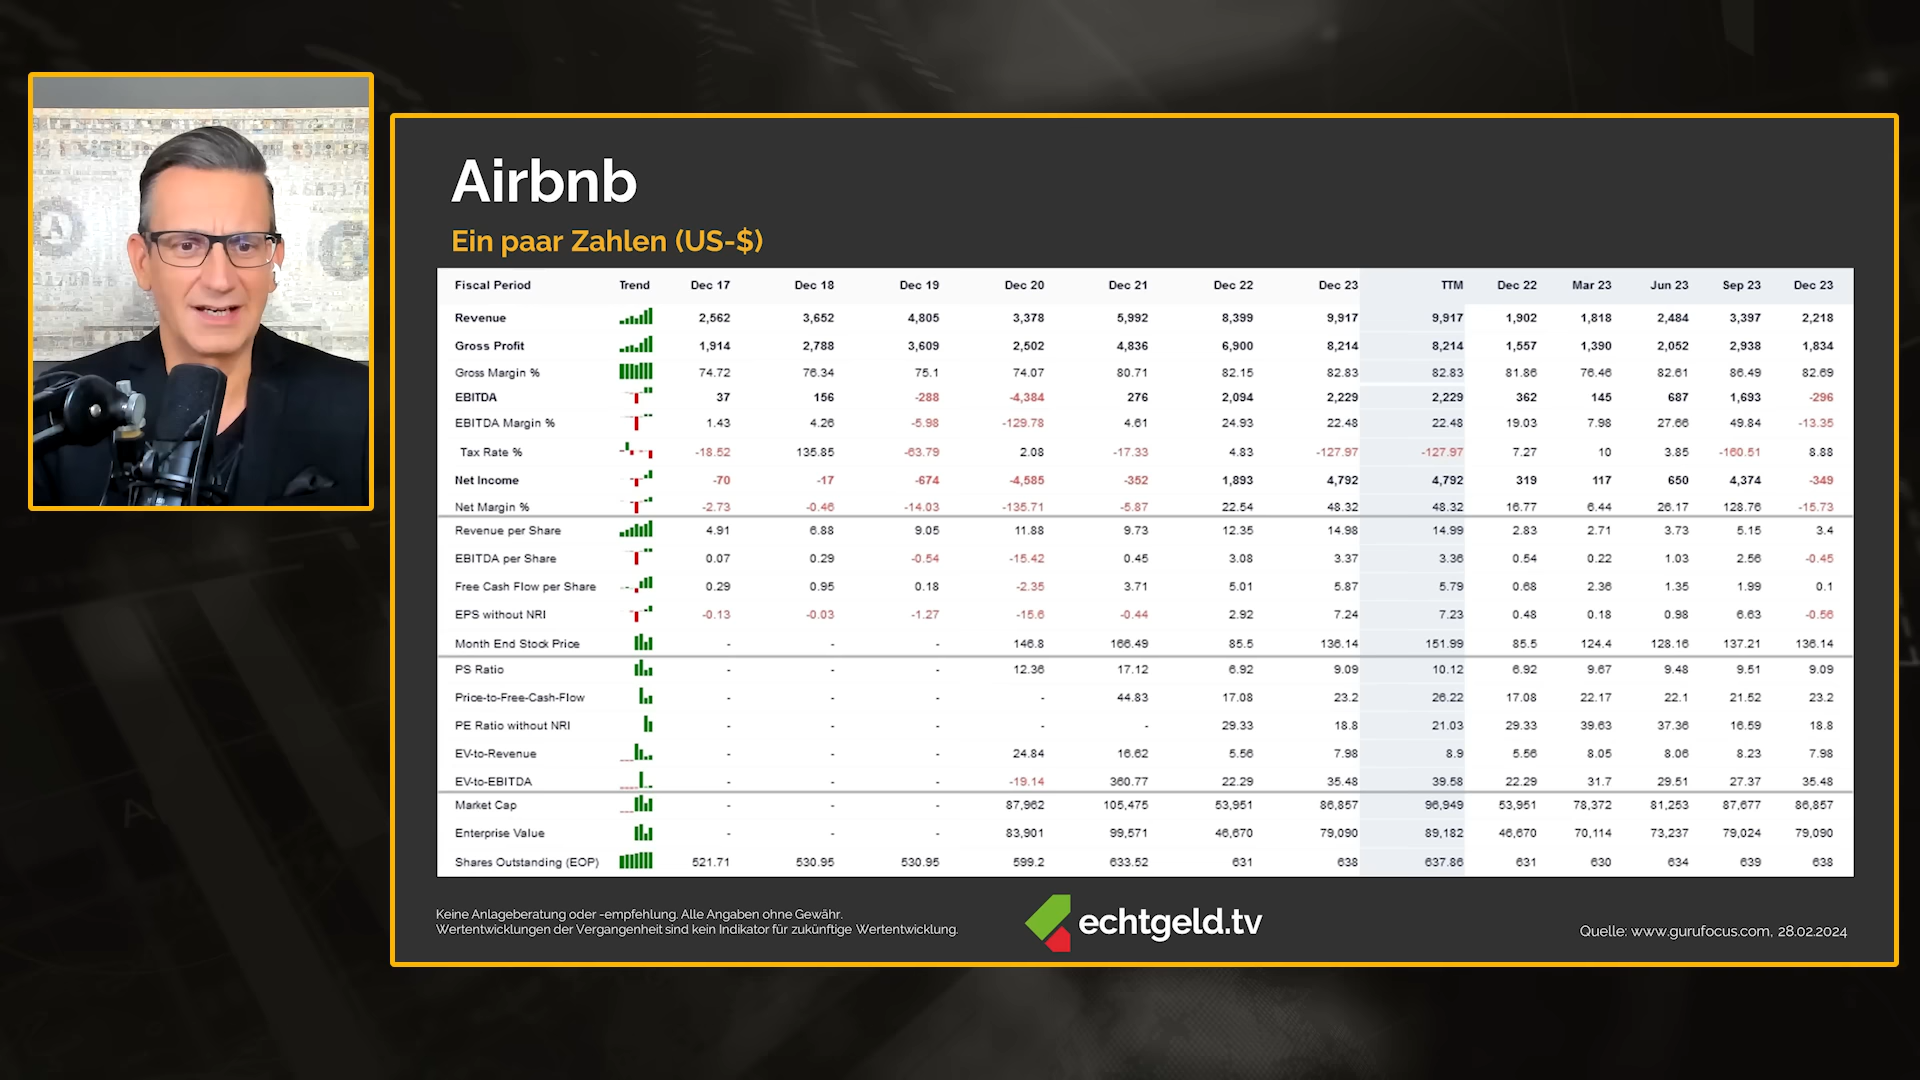 Airbnb
Ein paar Zahlen (US-$)
Fiscal Period Trend Dec 17 Dec 18 Dec 19 Dec 20 Dec 21 Dec 22 Dec 23 TTM Dec 22 Mar 23 Jun 23 Sep 23 Dec 23
Revenue 2,562 3,652 4,805 3,378 5,992 8,399 9,917 9,917 1,902 1,818 2,484 3,397 2,218
Gross Profit 1,914 2,788 3,609 2,502 4,836 6,900 8,214 8,214 1,557 1,390 2,052 2,938 1,834
Gross Margin % 74.72 76.34 75.1 74.07 80.71 82.15 82.83 82.83 81.86 76.46 82.61 86.49 82.69
EBITDA 37 156 -288 -4,384 276 2,094 2,229 2,229 362 145 687 1,693 -296
EBITDA Margin % 1.43 4.26 -5.98 -129.78 4.61 24.93 22.48 22.48 19.03 7.98 27.66 49.84 -13.35
Tax Rate % -18.52 135.85 -63.79 2.08 -17.33 4.83 -127.97 -127.97 7.27 10 3.85 -160.51 8.88
Net Income -70 -17 -674 -4,585 -352 1,893 4,792 4,792 319 117 650 4,374 -349
Net Margin % -2.73 -0.46 -14.03 -135.71 -5.87 22.54 48.32 48.32 16.77 6.44 26.17 128.76 -15.73
Revenue per Share 4.91 6.88 9.05 11.88 9.73 12.35 14.98 14.99 2.83 2.71 3.73 5.15 3.4
EBITDA per Share 0.07 0.29 -0.54 -15.42 0.45 3.08 3.37 3.36 0.54 0.22 1.03 2.56 -0.45
Free Cash Flow per Share 0.29 0.95 0.18 -2.35 3.71 5.01 5.87 5.79 0.68 2.36 1.35 1.99 0.1
EPS without NRI -0.13 -0.03 -1.27 -15.6 -0.44 2.92 7.24 7.23 0.48 0.18 0.98 6.63 -0.56
Month End Stock Price - - - 146.8 166.49 85.5 136.14 151.99 85.5 124.4 128.16 137.21 136.14
PS Ratio - - - 12.36 17.12 6.92 9.09 10.12 6.92 9.67 9.48 9.51 9.09
Price-to-Free-Cash-Flow - - - - 44.83 17.08 23.2 26.22 17.08 22.17 22.1 21.52 23.2
PE Ratio without NRI - - - - - 29.33 18.8 21.03 29.33 39.63 37.36 16.59 18.8
EV-to-Revenue - - - 24.84 16.62 5.56 7.98 8.9 5.56 8.05 8.06 8.23 7.98
EV-to-EBITDA - - - -19.14 360.77 22.29 35.48 39.58 22.29 31.7 29.51 27.37 35.48
Market Cap - - - 87,962 105,475 53,951 86,857 96,949 53,951 78,372 81,253 87,677 86,857
Enterprise Value - - - 83,901 99,571 46,670 79,090 89,182 46,670 70,114 73,237 79,024 79,090
Shares Outstanding (EOP) 521.71 530.95 530.95 599.2 633.52 631 638 637.86 631 630 634 639 638
Keine Anlageberatung oder -empfehlung. Alle Angaben ohne Gewähr.
Wertentwicklungen der Vergangenheit sind kein Indikator für zukünftige Wertentwicklung.
echtgeld.tv
Quelle: www.gurufocus.com, 28.02.2024